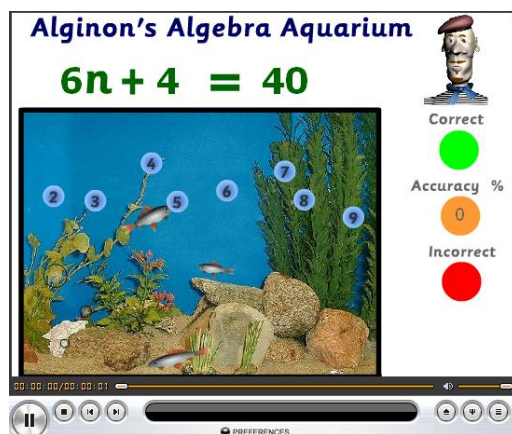 Alginon's Algebra Aquarium
6n + 4 = 40
Correct
4
7
2
3
5
6
8
9
Accuracy %
0
Incorrect
00:00:00/00:00:01
PREFERENCES